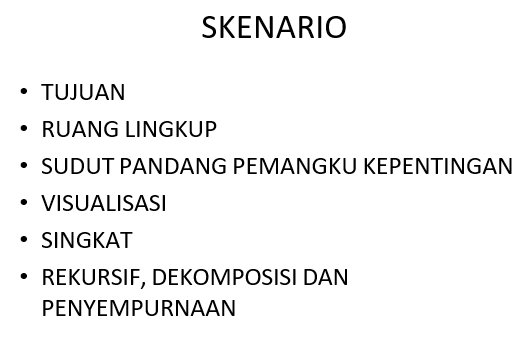 SKENARIO
• TUJUAN
• RUANG LINGKUP
• SUDUT PANDANG PEMANGKU KEPENTINGAN
• VISUALISASI
• SINGKAT
• REKURSIF, DEKOMPOSISI DAN
PENYEMPURNAAN